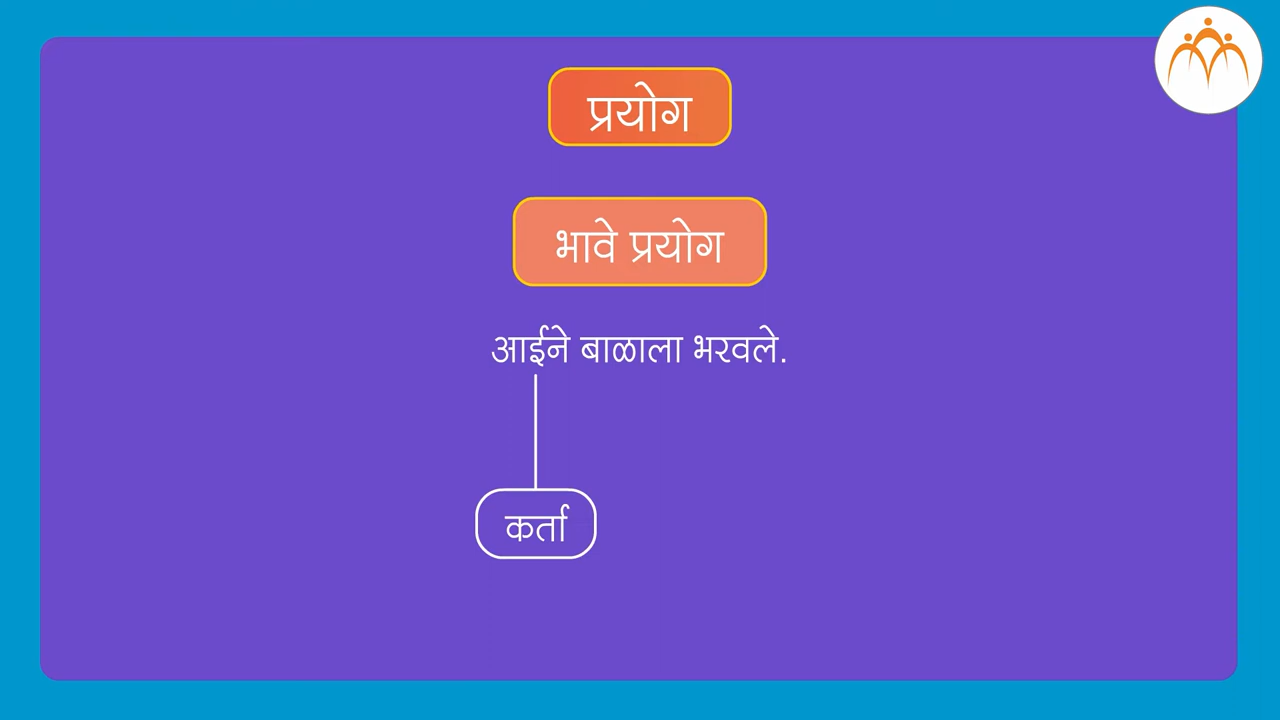 प्रयोग
भावे प्रयोग
आईने बाळाला भरवले.
कर्ता